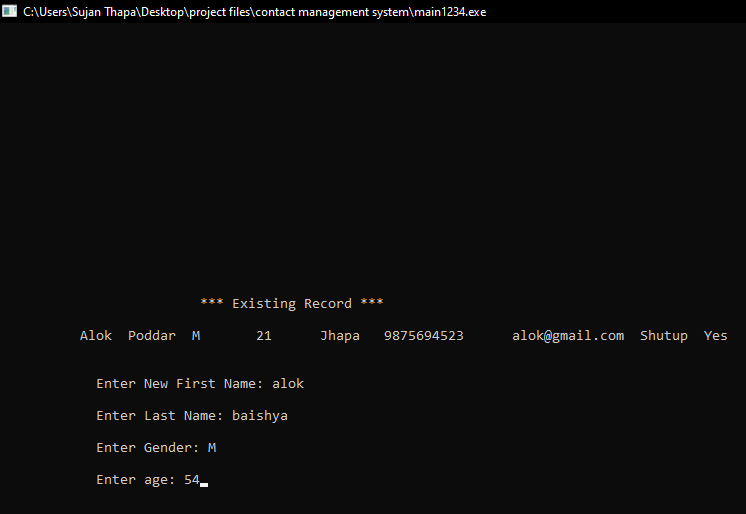 C:\Users\Sujan Thapa\Desktop\project files\contact management system\main1234.exe
*** Existing Record ***
Alok Poddar M 21 Jhapa 9875694523 alok@gmail.com Shutup Yes
Enter New First Name: alok
Enter Last Name: baishya
Enter Gender: M
Enter age: 54